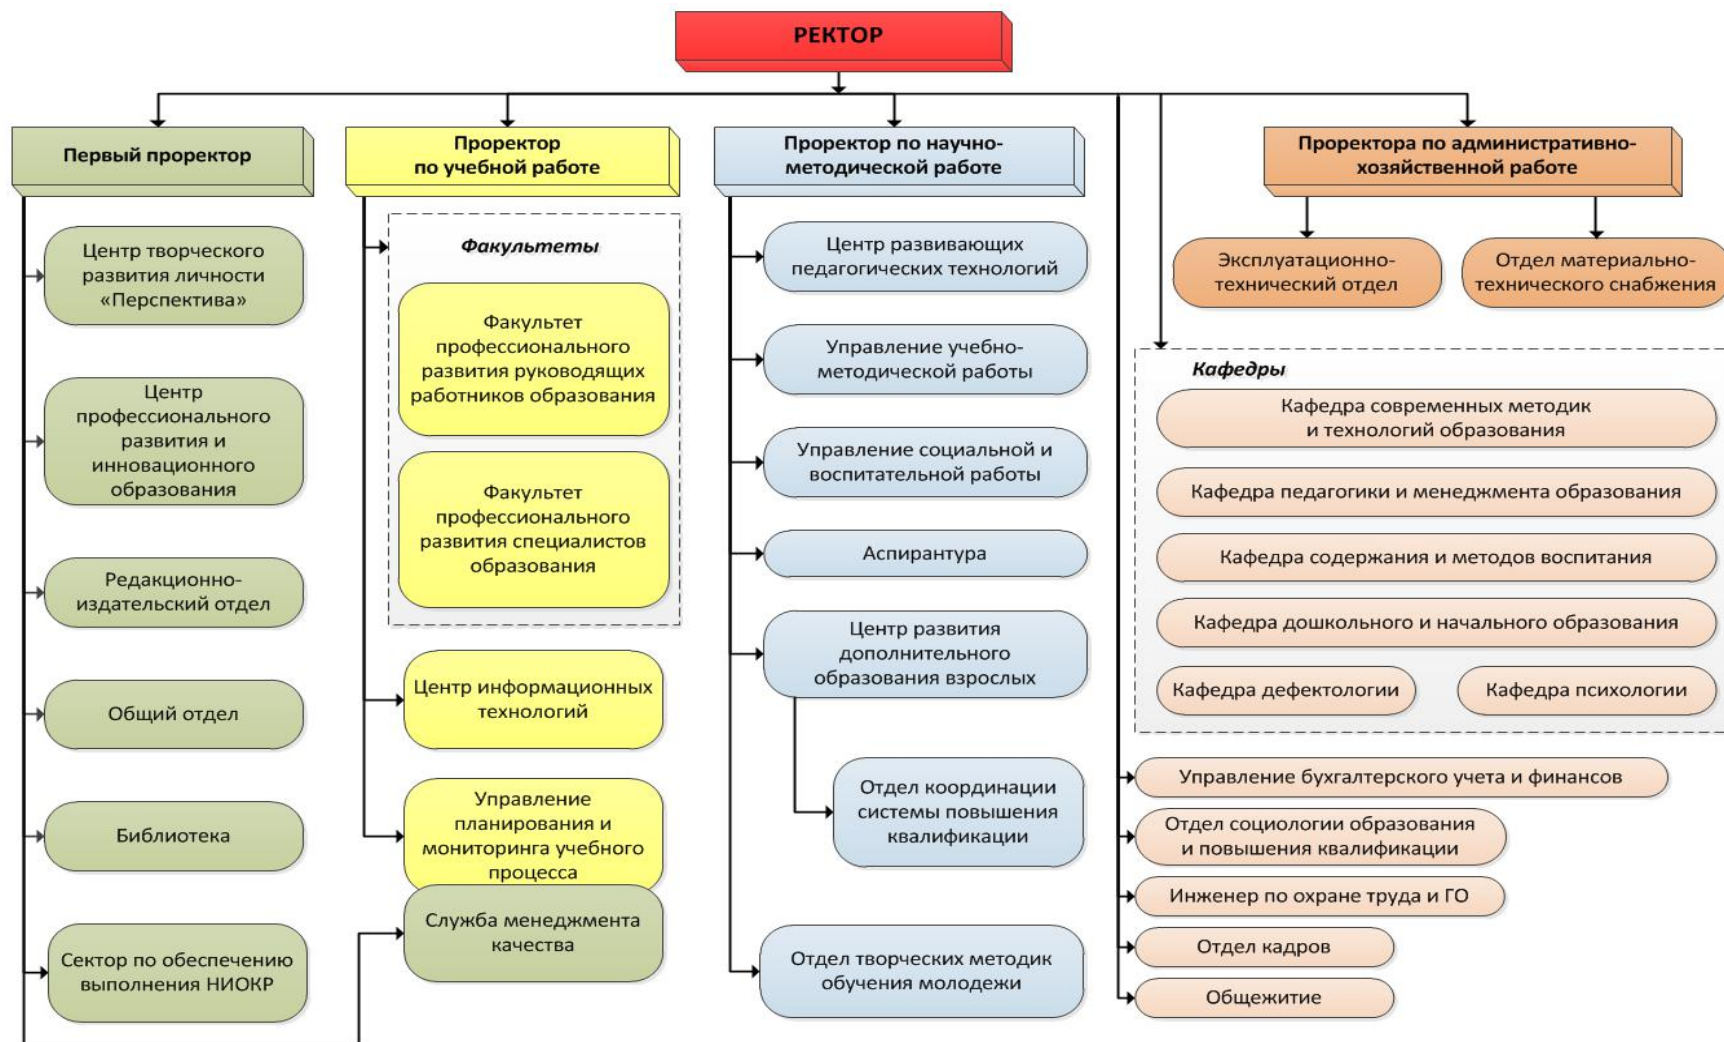 РЕКТОР
Первый проректор
Центр творческого
развития личности
«Перспектива»
Центр
профессионального
развития и
инновационного
образования
Редакционно-
издательский отдел
Общий отдел
Библиотека
Сектор по обеспечению
выполнения НИОКР
Проректор
по учебной работе
Факультеты
Факультет
профессионального
развития руководящих
работников образования
Факультет
профессионального
развития специалистов
образования
Центр информационных
технологий
Управление
планирования и
мониторинга учебного
процесса
Служба менеджмента
качества
Проректор по научно-
методической работе
Центр развивающих
педагогических технологий
Управление учебно-
методической работы
Управление социальной и
воспитательной работы
Аспирантура
Центр развития
дополнительного
образования взрослых
Отдел координации
системы повышения
квалификации
Отдел творческих методик
обучения молодежи
Проректора по административно-
хозяйственной работе
Эксплуатационно-
технический отдел
Отдел материально-
технического снабжения
Кафедры
Кафедра современных методик
и технологий образования
Кафедра педагогики и менеджмента образования
Кафедра содержания и методов воспитания
Кафедра дошкольного и начального образования
Кафедра дефектологии
Кафедра психологии
Управление бухгалтерского учета и финансов
Отдел социологии образования
и повышения квалификации
Инженер по охране труда и ГО
Отдел кадров
Общежитие